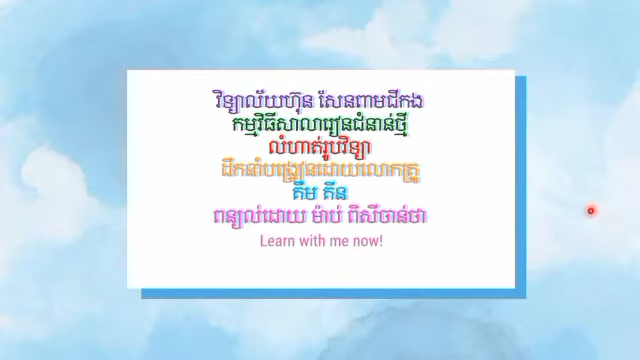 វិទ្យាល័យហ៊ុន សែនពាមជីកង
កម្មវិធីសាលារៀនជំនាន់ថ្មី
លំហាត់រូបវិទ្យា
ដឹកនាំបង្រៀនដោយលោកគ្រូ
គឹម គីន
ពន្យល់ដោយ ម៉ាប់ ពិសីចាន់ថា
Learn with me now!